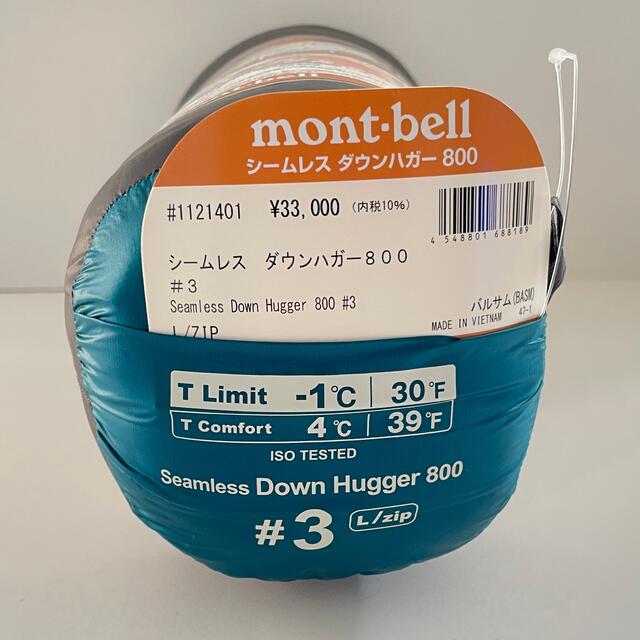 mont·bell
シームレス ダウンハガー 800
#1121401 ¥33,000 (内税10%)
4 548801 688189
シームレス ダウンハガー８００
＃３
Seamless Down Hugger 800 #3
バルサム(BASM)
L/ZIP
MADE IN VIETNAM 47-1
T Limit -1℃ 30°F
T Comfort 4℃ 39°F
ISO TESTED
Seamless Down Hugger 800
#3 L/zip